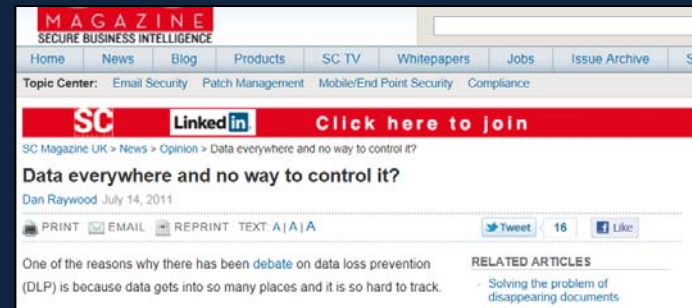 MAGAZINE
SECURE BUSINESS INTELLIGENCE
Home News Blog Products SC TV Whitepapers Jobs Issue Archive S
Topic Center: Email Security Patch Management Mobile/End Point Security Compliance
SC Linked in Click here to join
SC Magazine UK > News > Opinion > Data everywhere and no way to control it?
Data everywhere and no way to control it?
Dan Raywood July 14, 2011
PRINT EMAIL REPRINT TEXT: A | A | A Tweet 16 Like
One of the reasons why there has been debate on data loss prevention
(DLP) is because data gets into so many places and it is so hard to track.
RELATED ARTICLES
Solving the problem of
disappearing documents